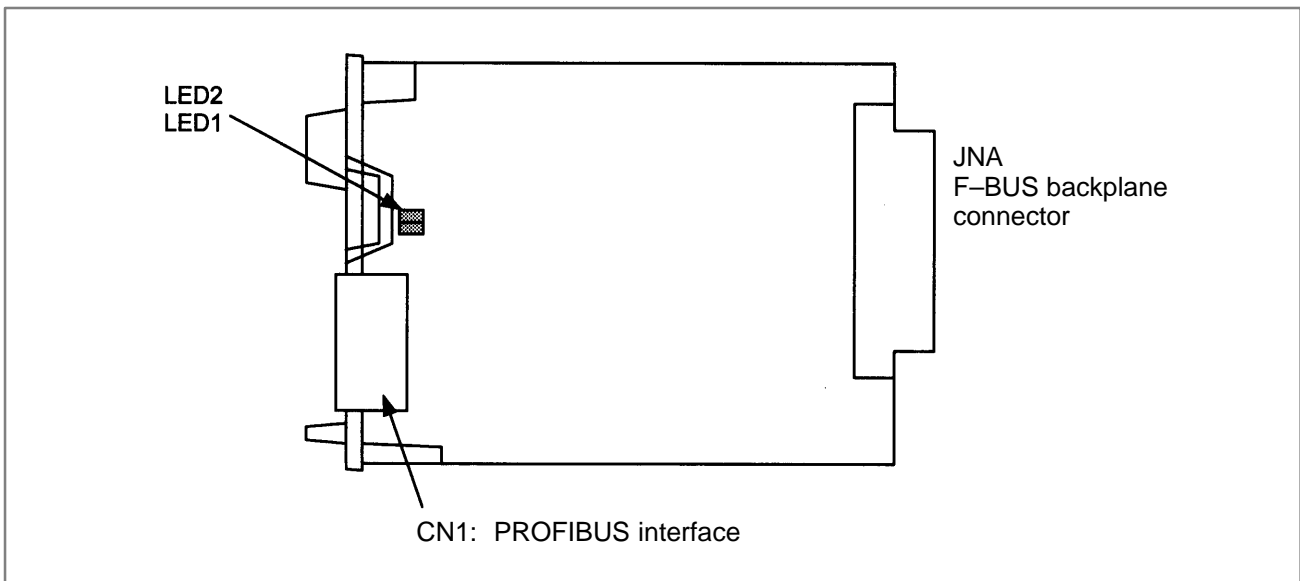 LED2
LED1
JNA
F–BUS backplane
connector
CN1: PROFIBUS interface